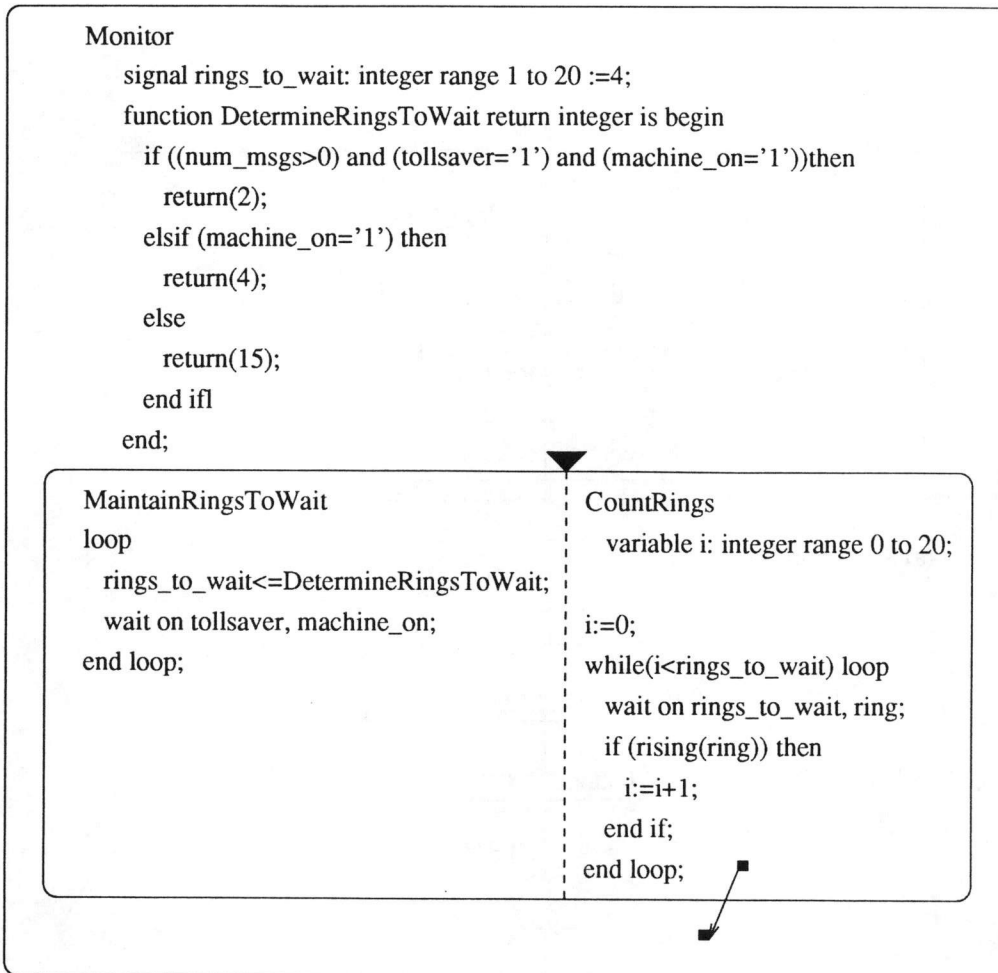 Monitor
signal rings_to_wait: integer range 1 to 20 :=4;
function DetermineRingsToWait return integer is begin
if ((num_msgs>0) and (tollsaver='1') and (machine_on='1'))then
return(2);
elsif (machine_on='1') then
return(4);
else
return(15);
end ifl
end;
MaintainRingsToWait
loop
rings_to_wait<=DetermineRingsToWait;
wait on tollsaver, machine_on;
end loop;
CountRings
variable i: integer range 0 to 20;
i:=0;
while(i<rings_to_wait) loop
wait on rings_to_wait, ring;
if (rising(ring)) then
i:=i+1;
end if;
end loop;